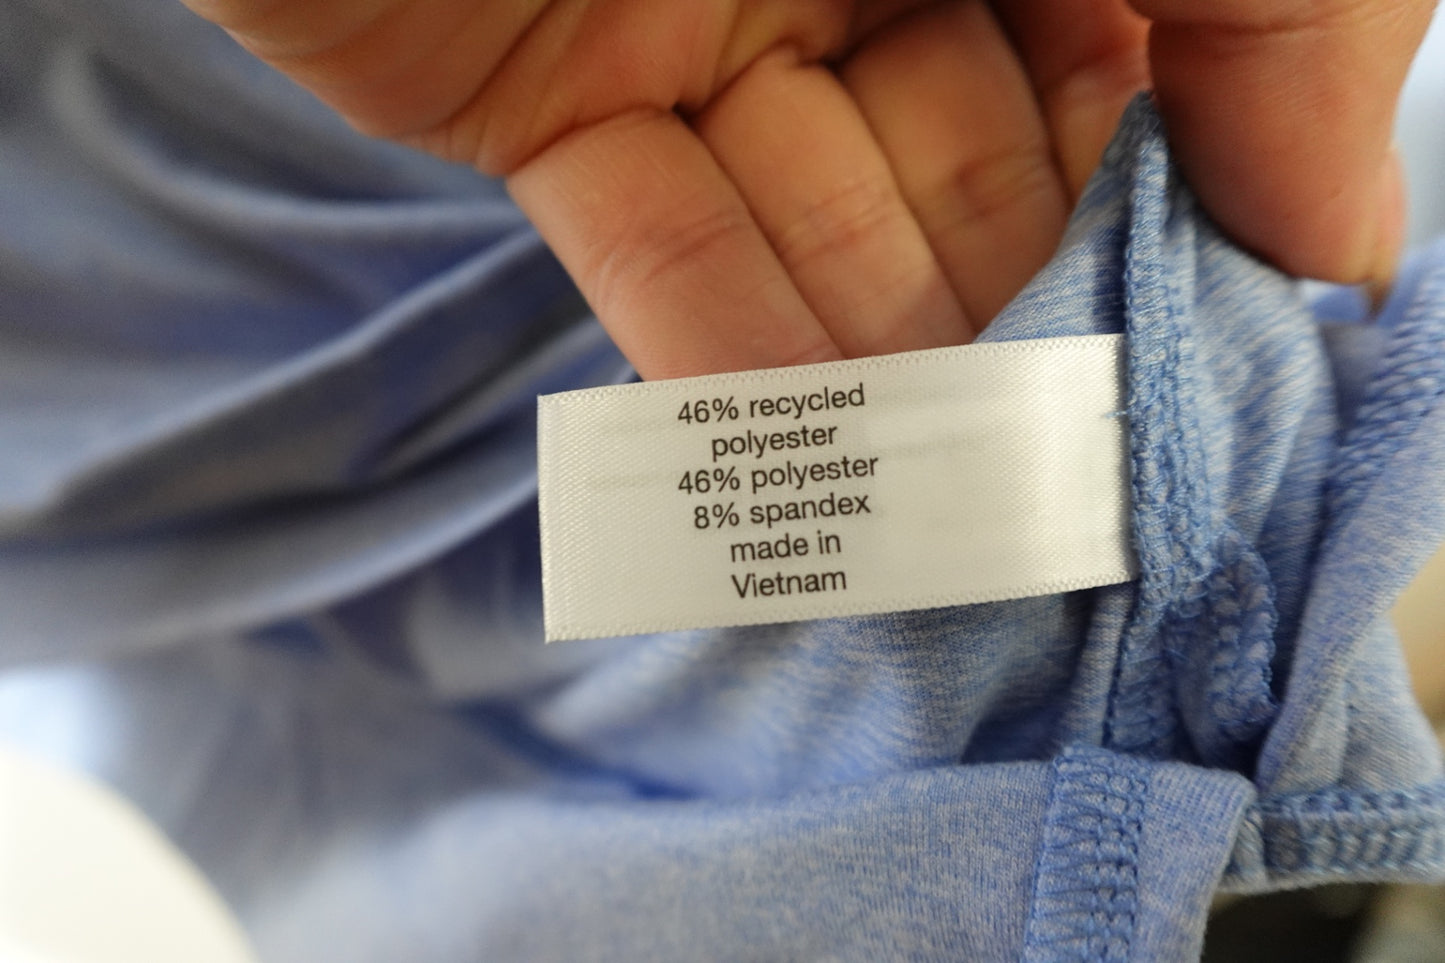 46% recycled
polyester
46% polyester
8% spandex
made in
Vietnam